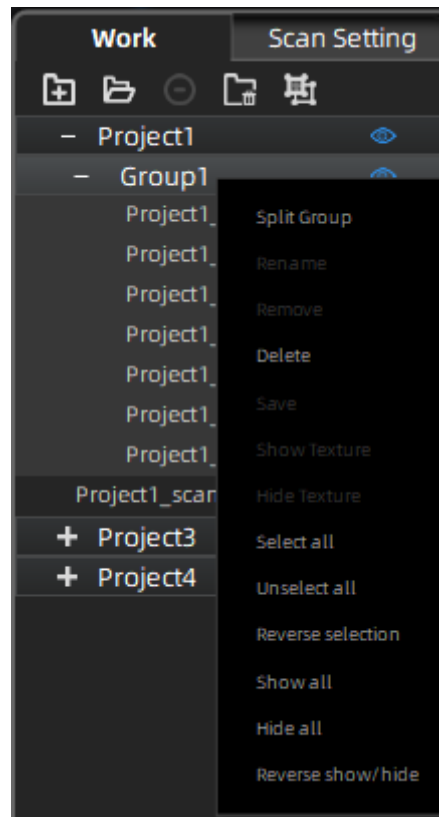 Work
Scan Setting
Project1
Group1
Project1_
Project1_
Project1_
Project1_
Project1_
Project1_
Project1_
Project1_scan
Project3
Project4
Split Group
Rename
Remove
Delete
Save
Show Texture
Hide Texture
Select all
Unselect all
Reverse selection
Show all
Hide all
Reverse show/hide